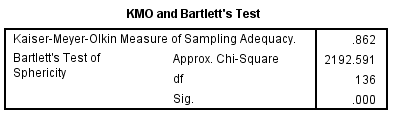 KMO and Bartlett's Test
Kaiser-Meyer-Olkin Measure of Sampling Adequacy. .862
Bartlett's Test of Sphericity Approx. Chi-Square 2192.591
df 136
Sig. .000